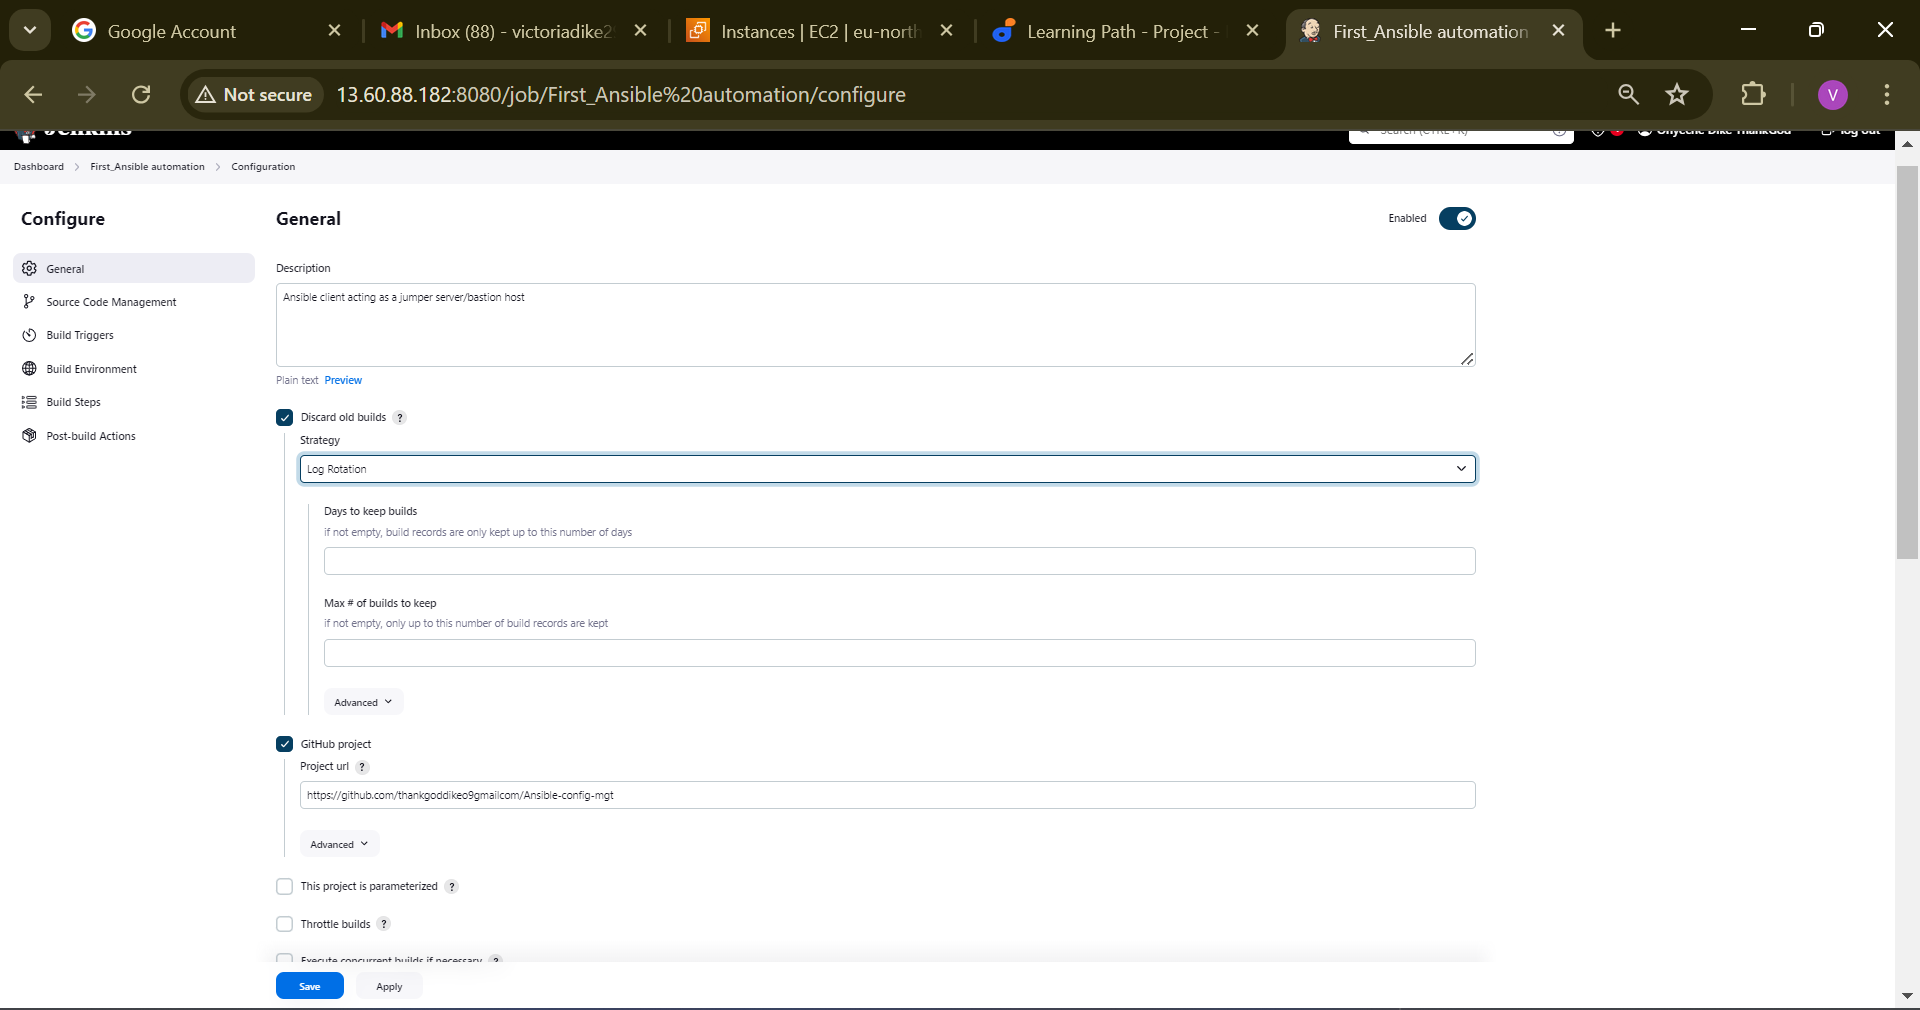 Google Account
Inbox (88) - victoriadike2
Instances | EC2 | eu-north
Learning Path - Project -
First_Ansible automation
Not secure
13.60.88.182:8080/job/First_Ansible%20automation/configure
V
Jenkins
Search (CTRL+K)
Onyeche Dike ThankGod
log out
Dashboard > First_Ansible automation > Configuration
Configure
General
Source Code Management
Build Triggers
Build Environment
Build Steps
Post-build Actions
General
Enabled
Description
Ansible client acting as a jumper server/bastion host
Plain text Preview
Discard old builds ?
Strategy
Log Rotation
Days to keep builds
if not empty, build records are only kept up to this number of days
Max # of builds to keep
if not empty, only up to this number of build records are kept
Advanced
GitHub project
Project url ?
https://github.com/thankgoddikeo9gmailcom/Ansible-config-mgt
Advanced
This project is parameterized ?
Throttle builds ?
Execute concurrent builds if necessary ?
Save
Apply